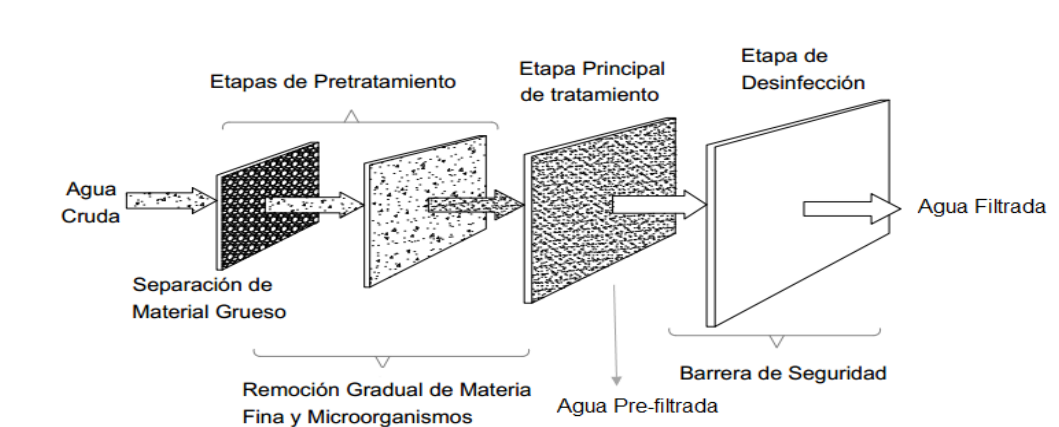 Etapas de Pretratamiento
Etapa Principal
de tratamiento
Etapa de
Desinfección
Agua
Cruda
Agua Filtrada
Separación de
Material Grueso
Remoción Gradual de Materia
Fina y Microorganismos
Agua Pre-filtrada
Barrera de Seguridad